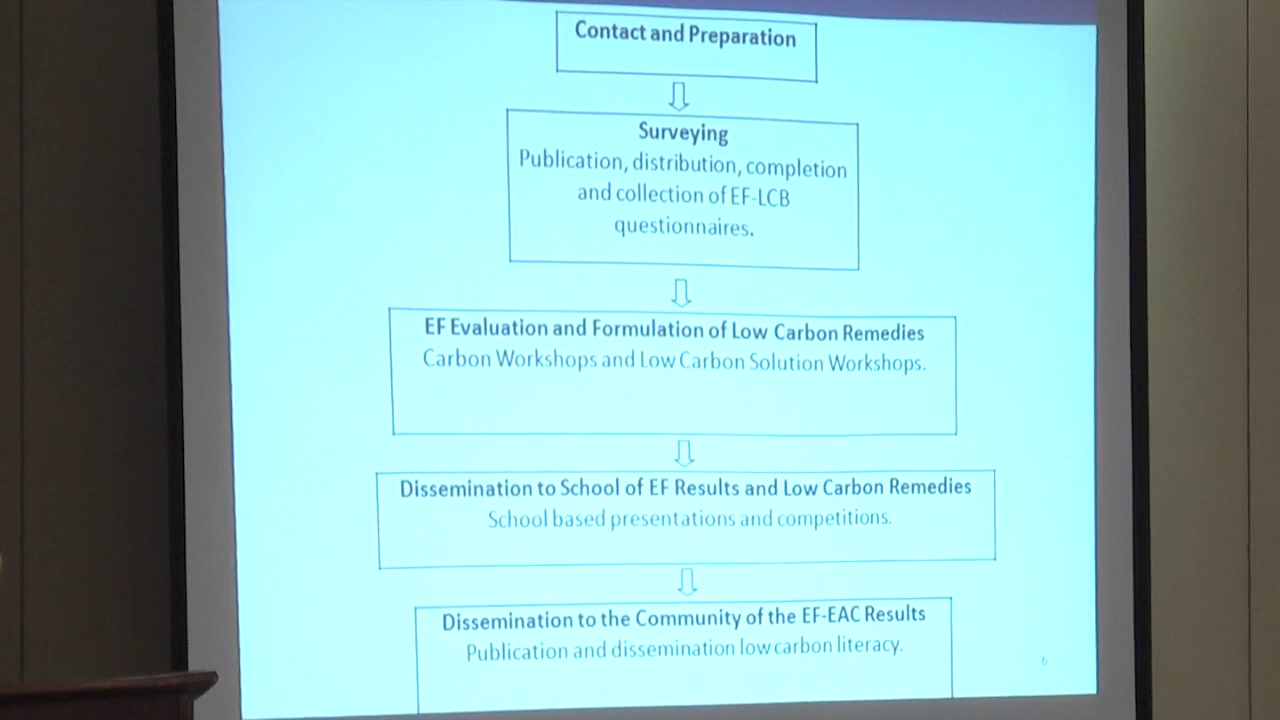 Contact and Preparation
Surveying
Publication, distribution, completion
and collection of EF-LCB
questionnaires.
EF Evaluation and Formulation of Low Carbon Remedies
Carbon Workshops and Low Carbon Solution Workshops.
Dissemination to School of EF Results and Low Carbon Remedies
School based presentations and competitions.
Dissemination to the Community of the EF-EAC Results
Publication and dissemination low carbon literacy.
6